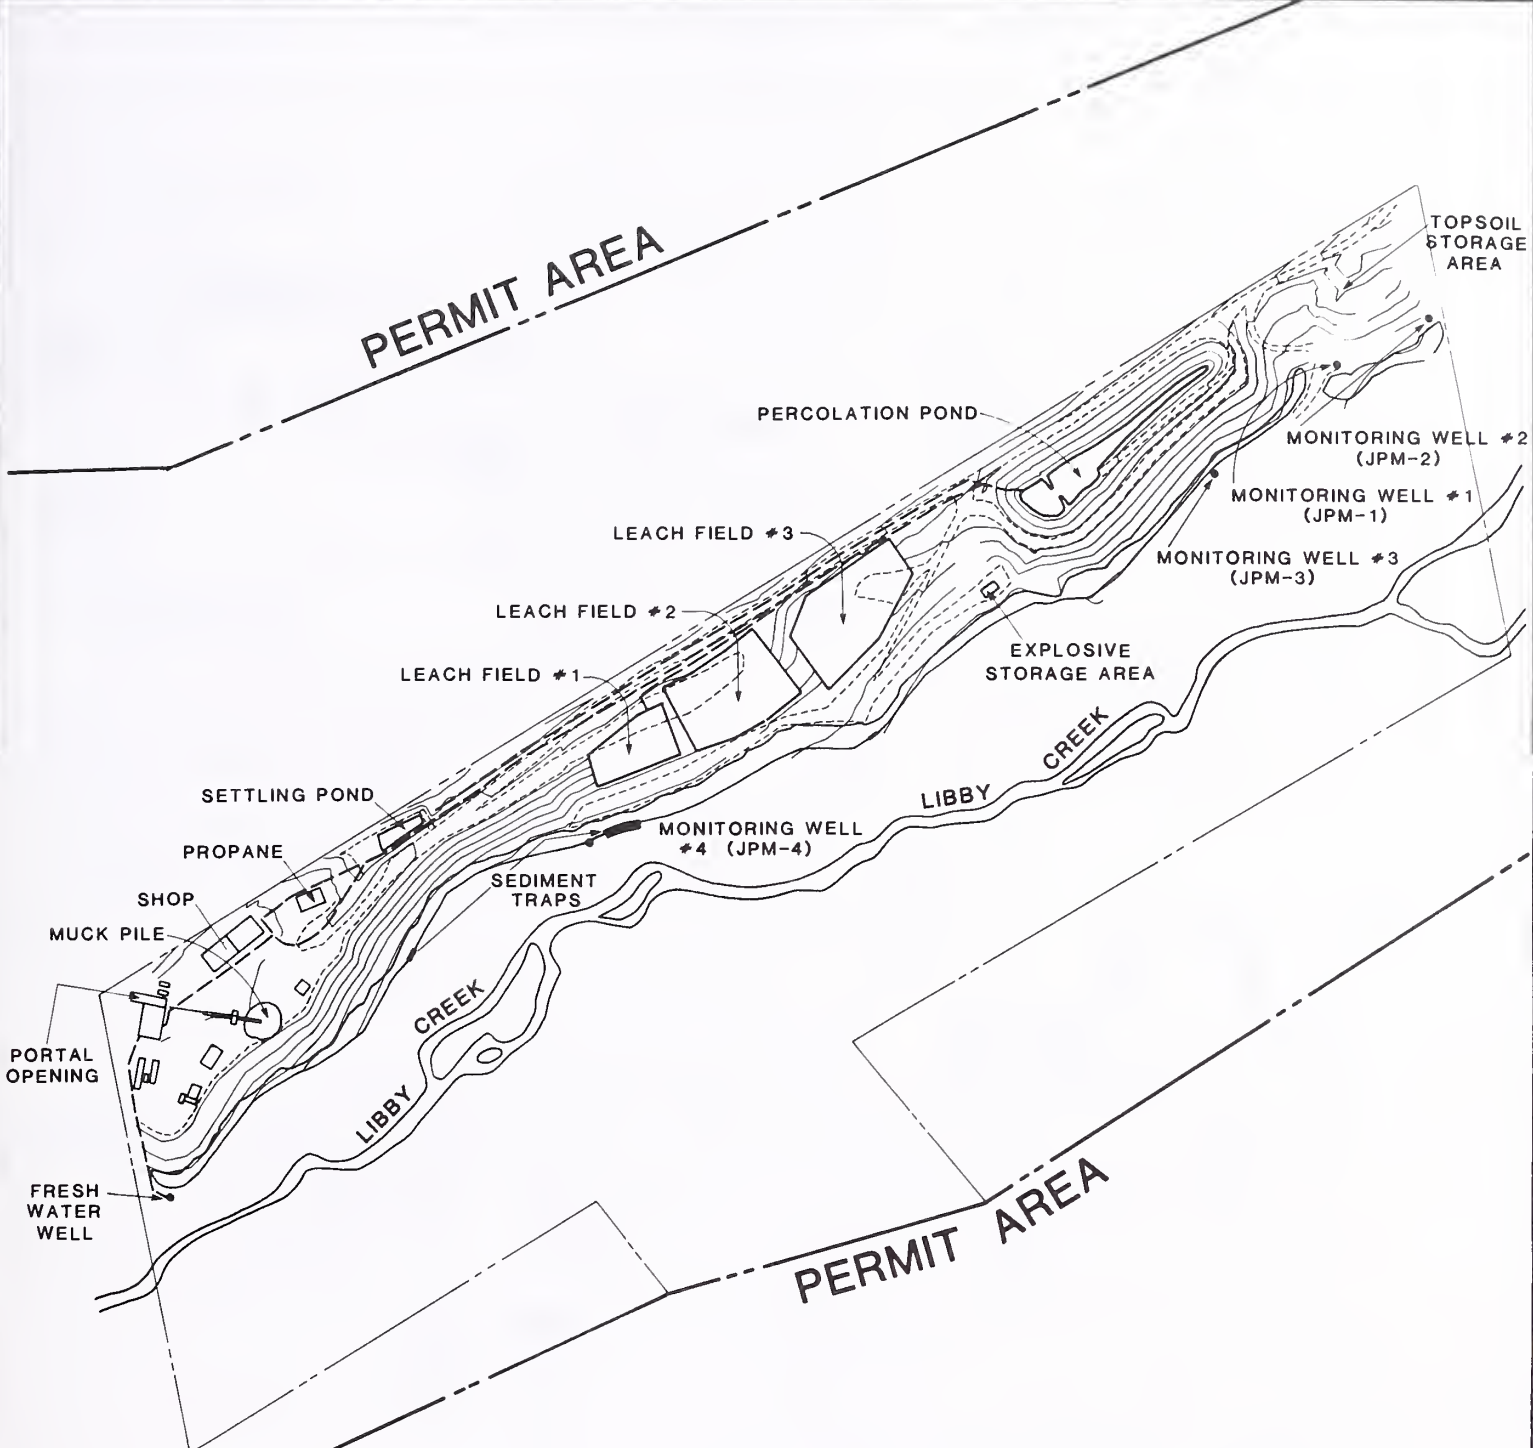 PERMIT AREA
TOPSOIL
STORAGE
AREA
PERCOLATION POND
MONITORING WELL #2
(JPM-2)
MONITORING WELL #1
(JPM-1)
MONITORING WELL #3
(JPM-3)
LEACH FIELD #3
LEACH FIELD #2
LEACH FIELD #1
EXPLOSIVE
STORAGE AREA
LIBBY CREEK
SETTLING POND
MONITORING WELL
#4 (JPM-4)
PROPANE
SEDIMENT
TRAPS
SHOP
MUCK PILE
LIBBY CREEK
PORTAL
OPENING
FRESH
WATER
WELL
PERMIT AREA